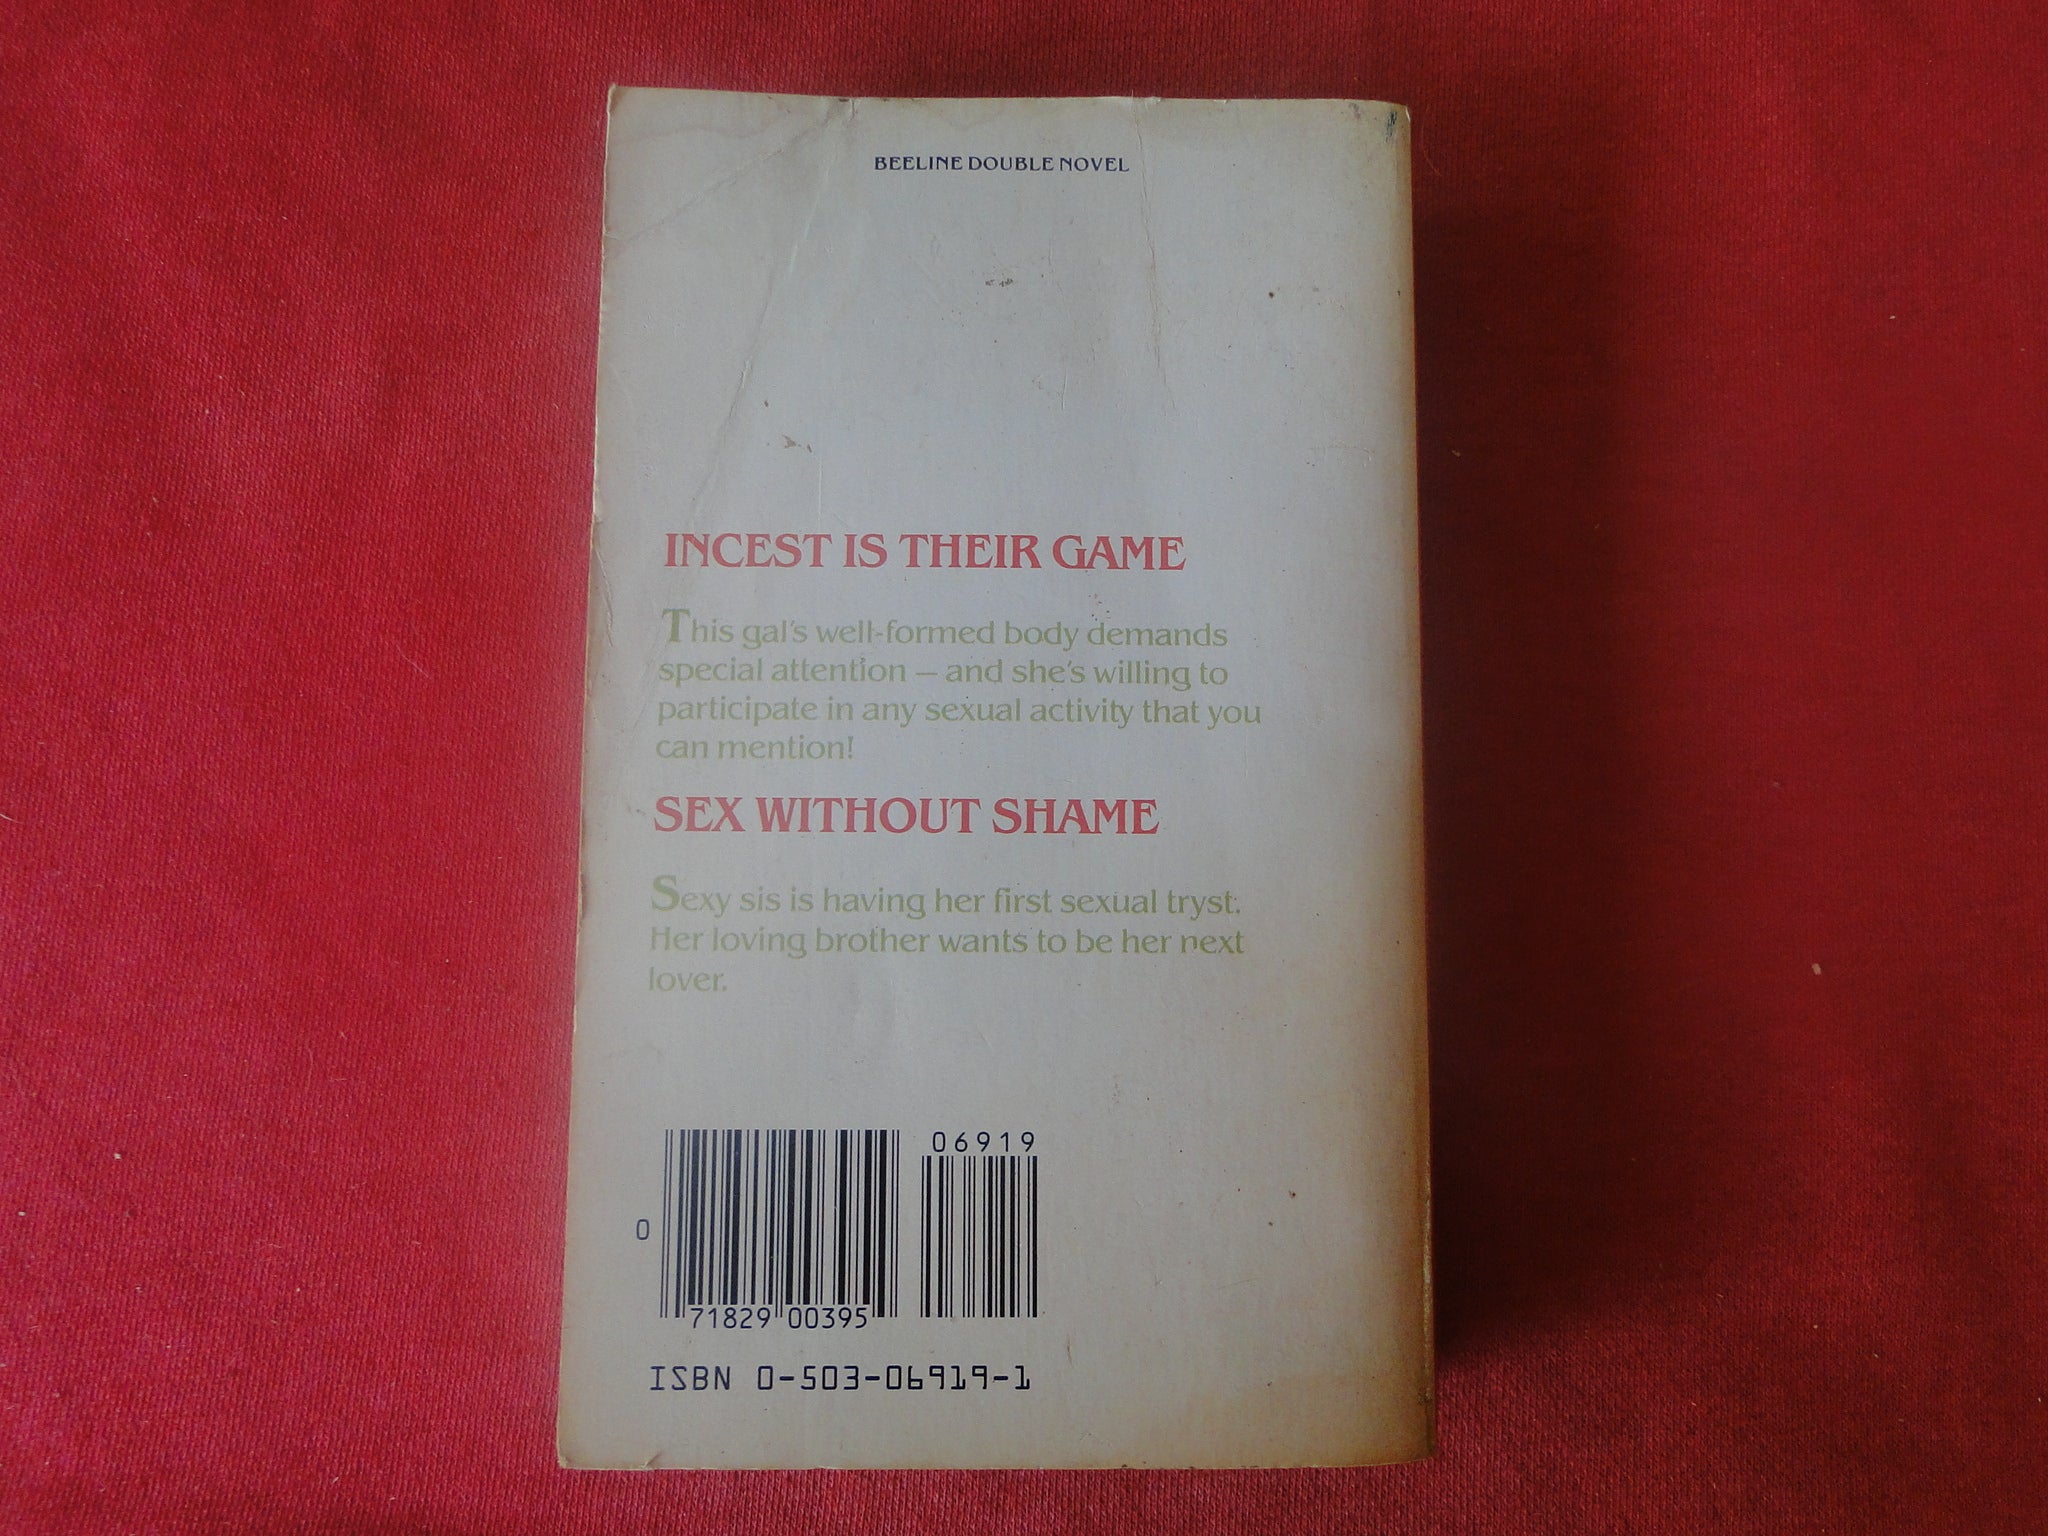 BEELINE DOUBLE NOVEL
INCEST IS THEIR GAME
This gal's well-formed body demands
special attention — and she's willing to
participate in any sexual activity that you
can mention!
SEX WITHOUT SHAME
Sexy sis is having her first sexual tryst.
Her loving brother wants to be her next
lover.
06919
0
71829 00395
ISBN 0-503-06919-1